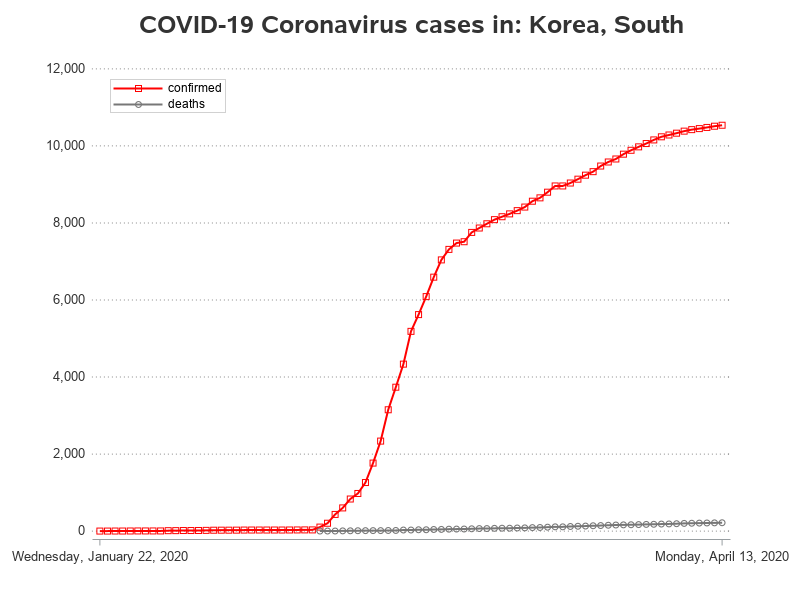 COVID-19 Coronavirus cases in: Korea, South
12,000
confirmed
deaths
10,000
8,000
6,000
4,000
2,000
0
Wednesday, January 22, 2020 Monday, April 13, 2020